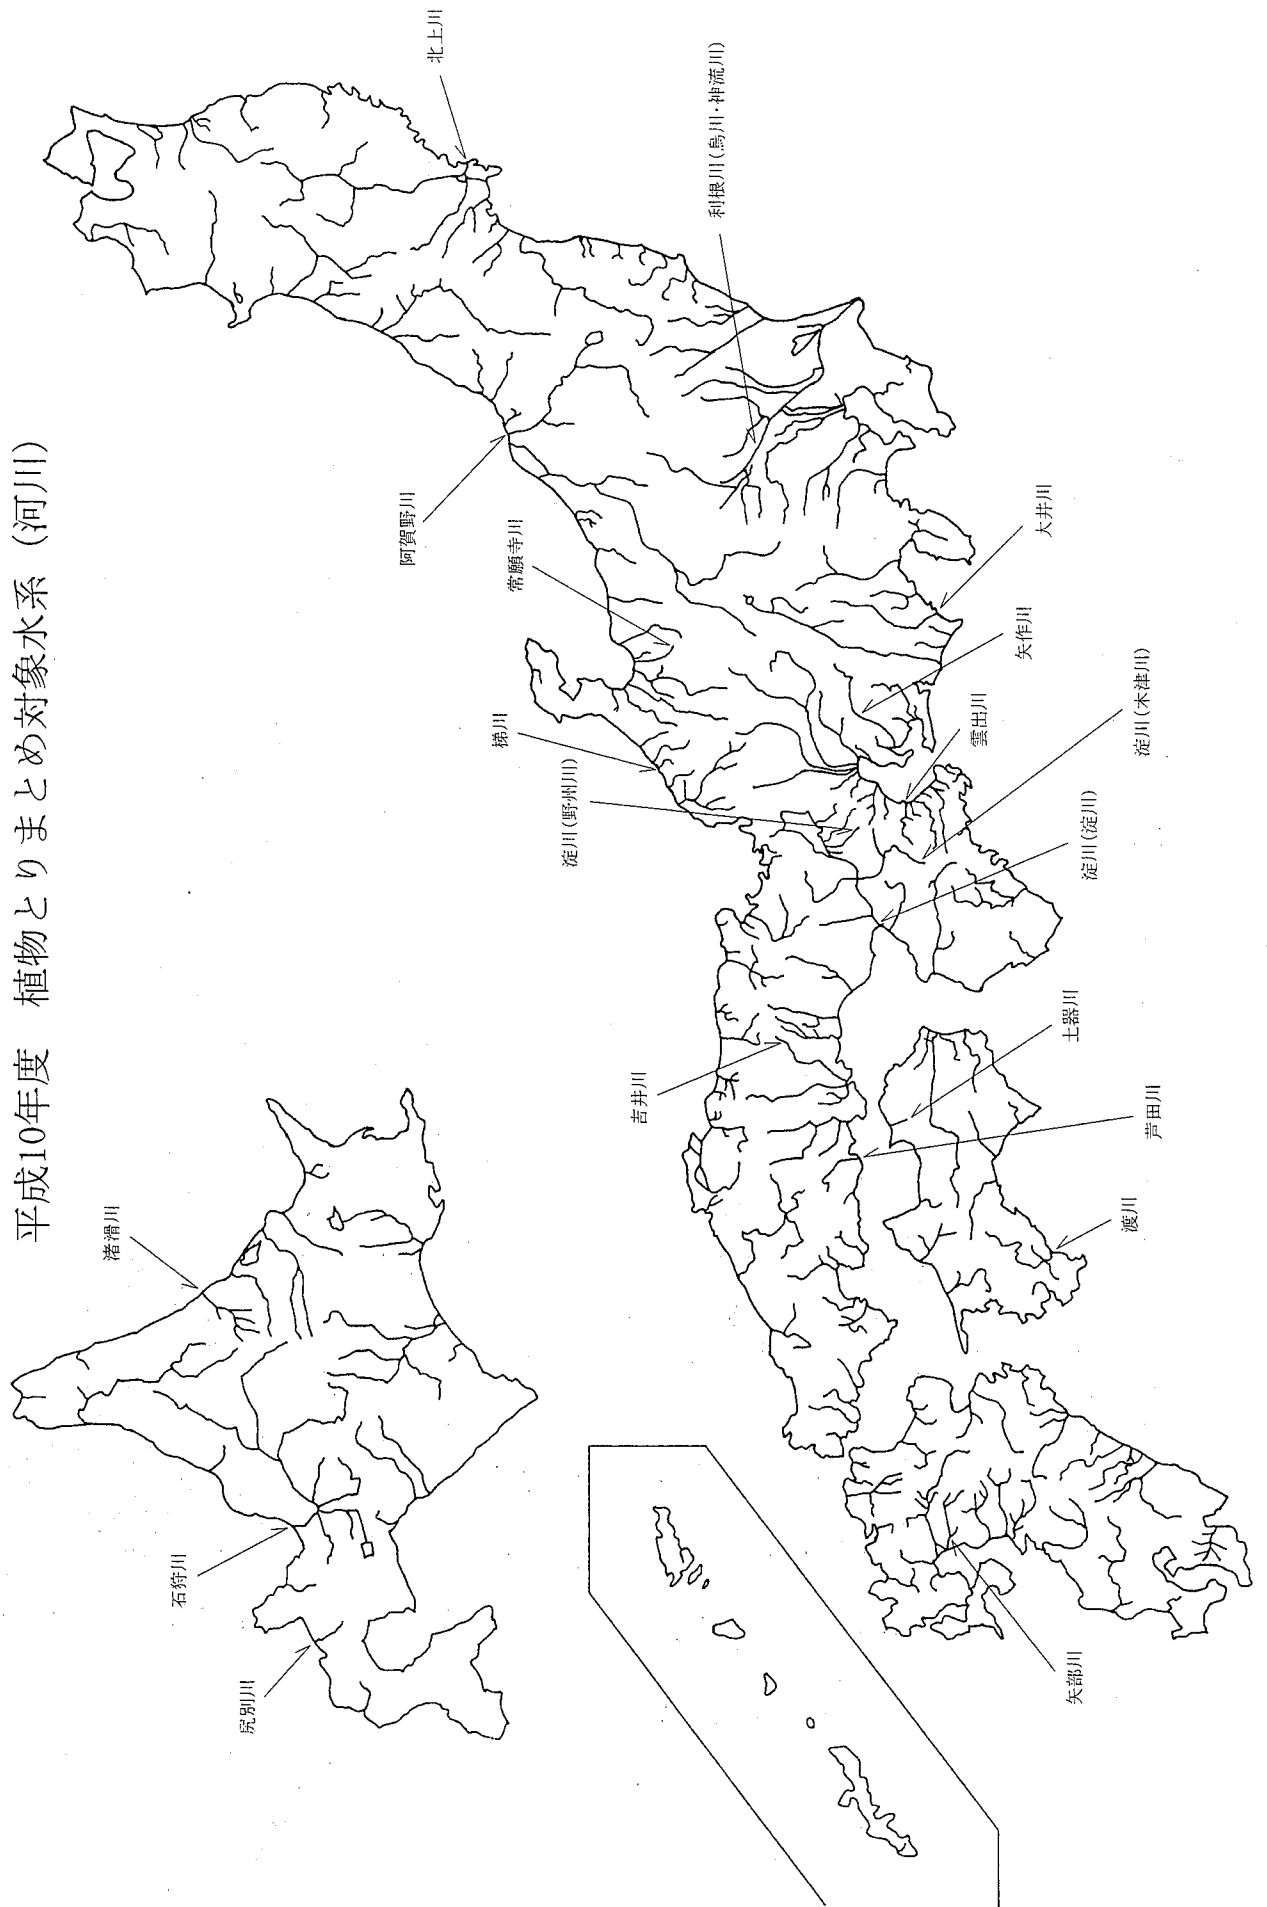 平成10年度　植物とりまとめ対象水系（河川）
渚滑川
石狩川
尻別川
北上川
利根川(烏川・神流川)
阿賀野川
常願寺川
梯川
淀川(野州川)
大井川
矢作川
雲出川
淀川(木津川)
淀川(淀川)
吉井川
土器川
芦田川
渡川
矢部川